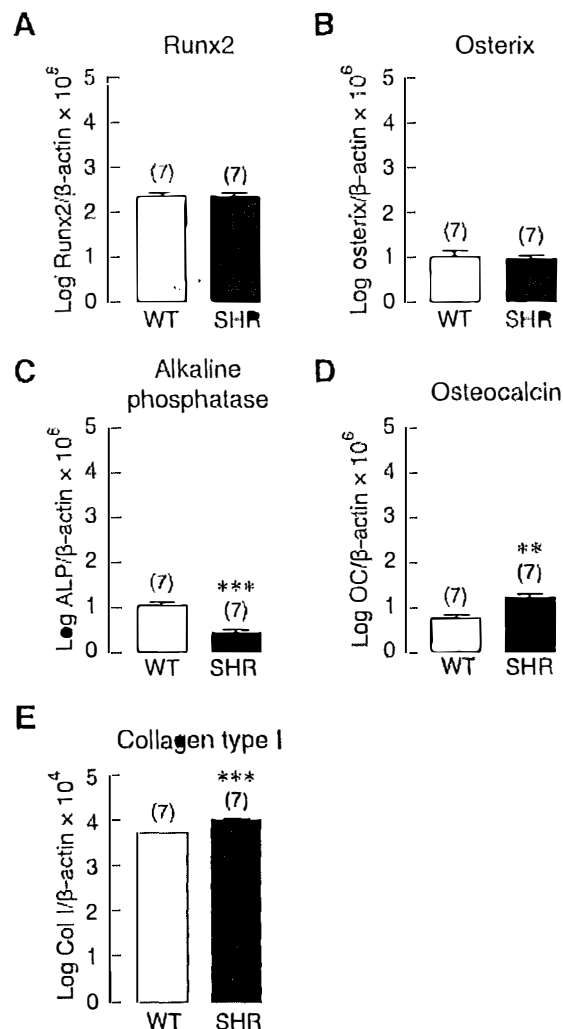 A
Runx2
Log Runx2/β-actin × 10⁶
5
4
3
2
1
0
(7)
(7)
WT
SHR
B
Osterix
Log osterix/β-actin × 10⁶
5
4
3
2
1
0
(7)
(7)
WT
SHR
C
Alkaline
phosphatase
Log ALP/β-actin × 10⁶
5
4
3
2
1
0
(7)
***
(7)
WT
SHR
D
Osteocalcin
Log OC/β-actin × 10⁶
5
4
3
2
1
0
(7)
**
(7)
WT
SHR
E
Collagen type I
Log Col I/β-actin × 10⁴
5
4
3
2
1
0
(7)
***
(7)
WT
SHR